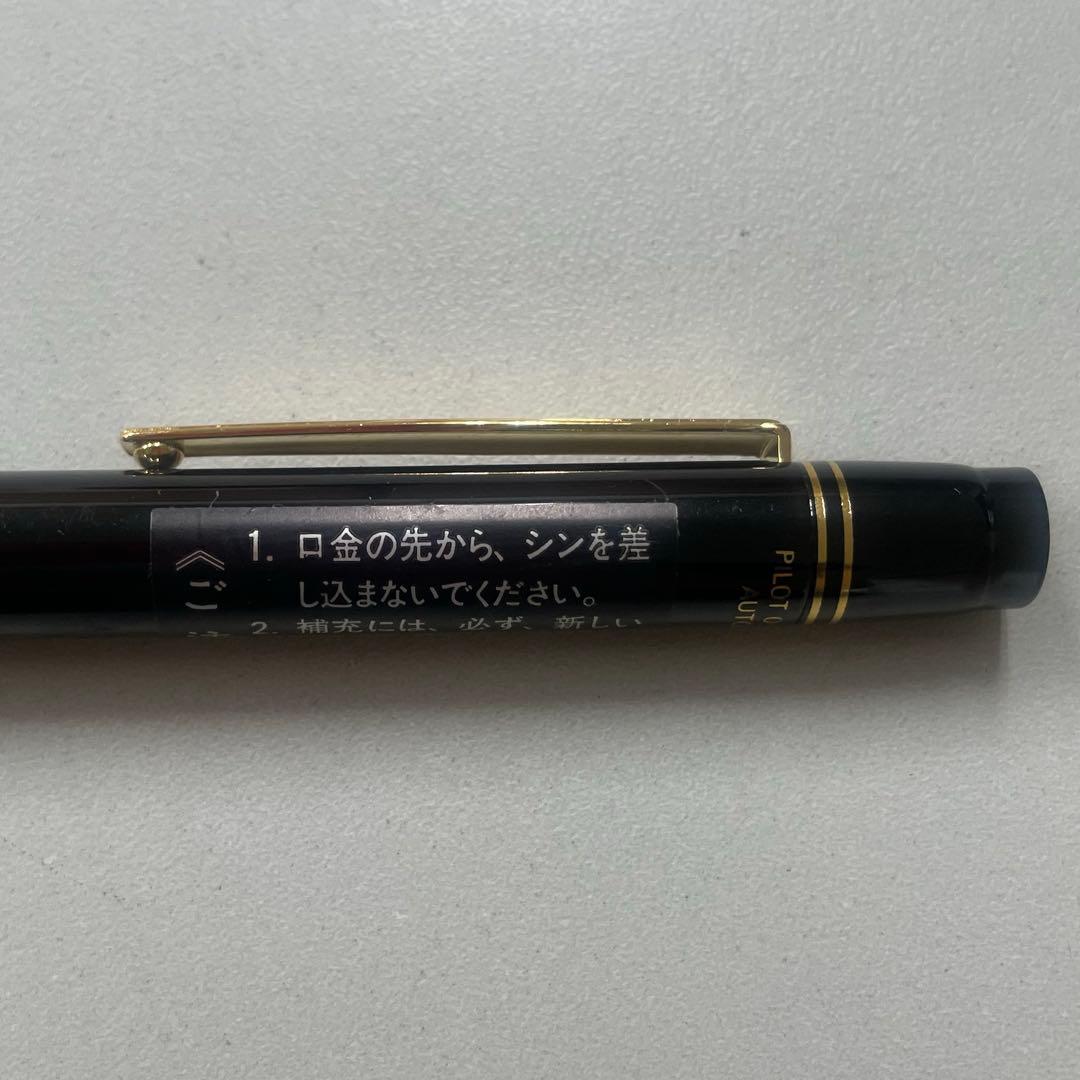 《ご
1. 口金の先から、シンを差
し込まないでください。
2. 補充には、必ず、新しい
PILOT
AUTO